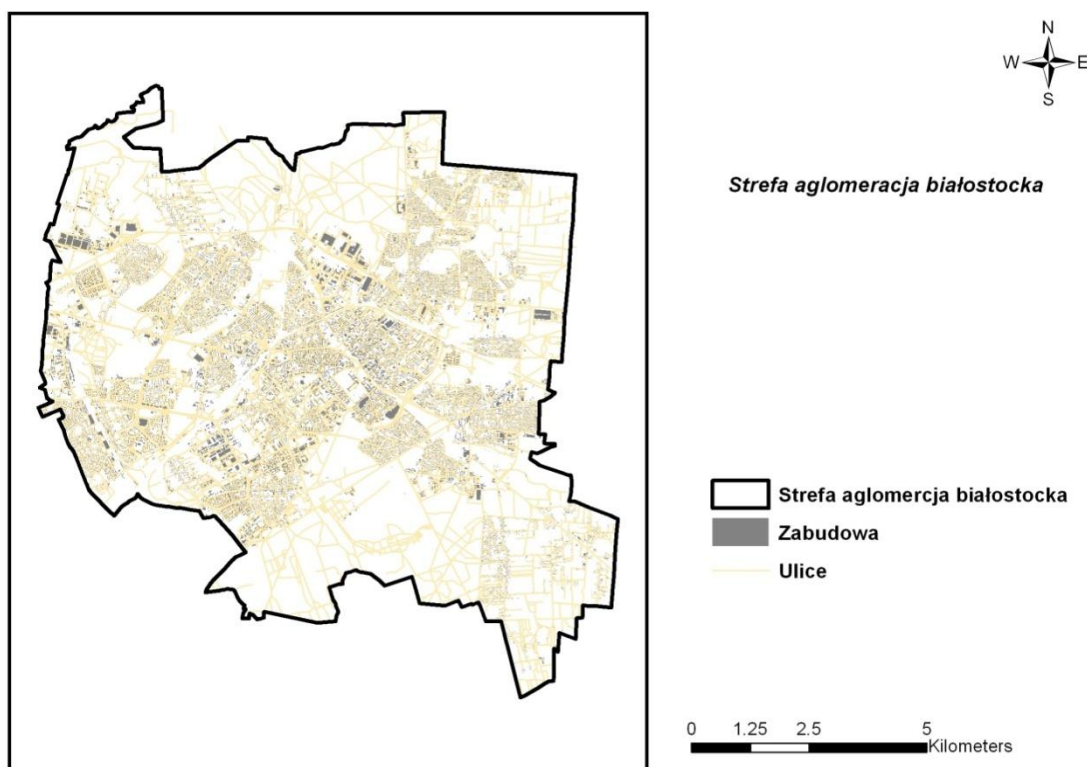 N
W E
S
Strefa aglomeracja białostocka
Strefa aglomercja białostocka
Zabudowa
Ulice
0 1.25 2.5 5
Kilometers